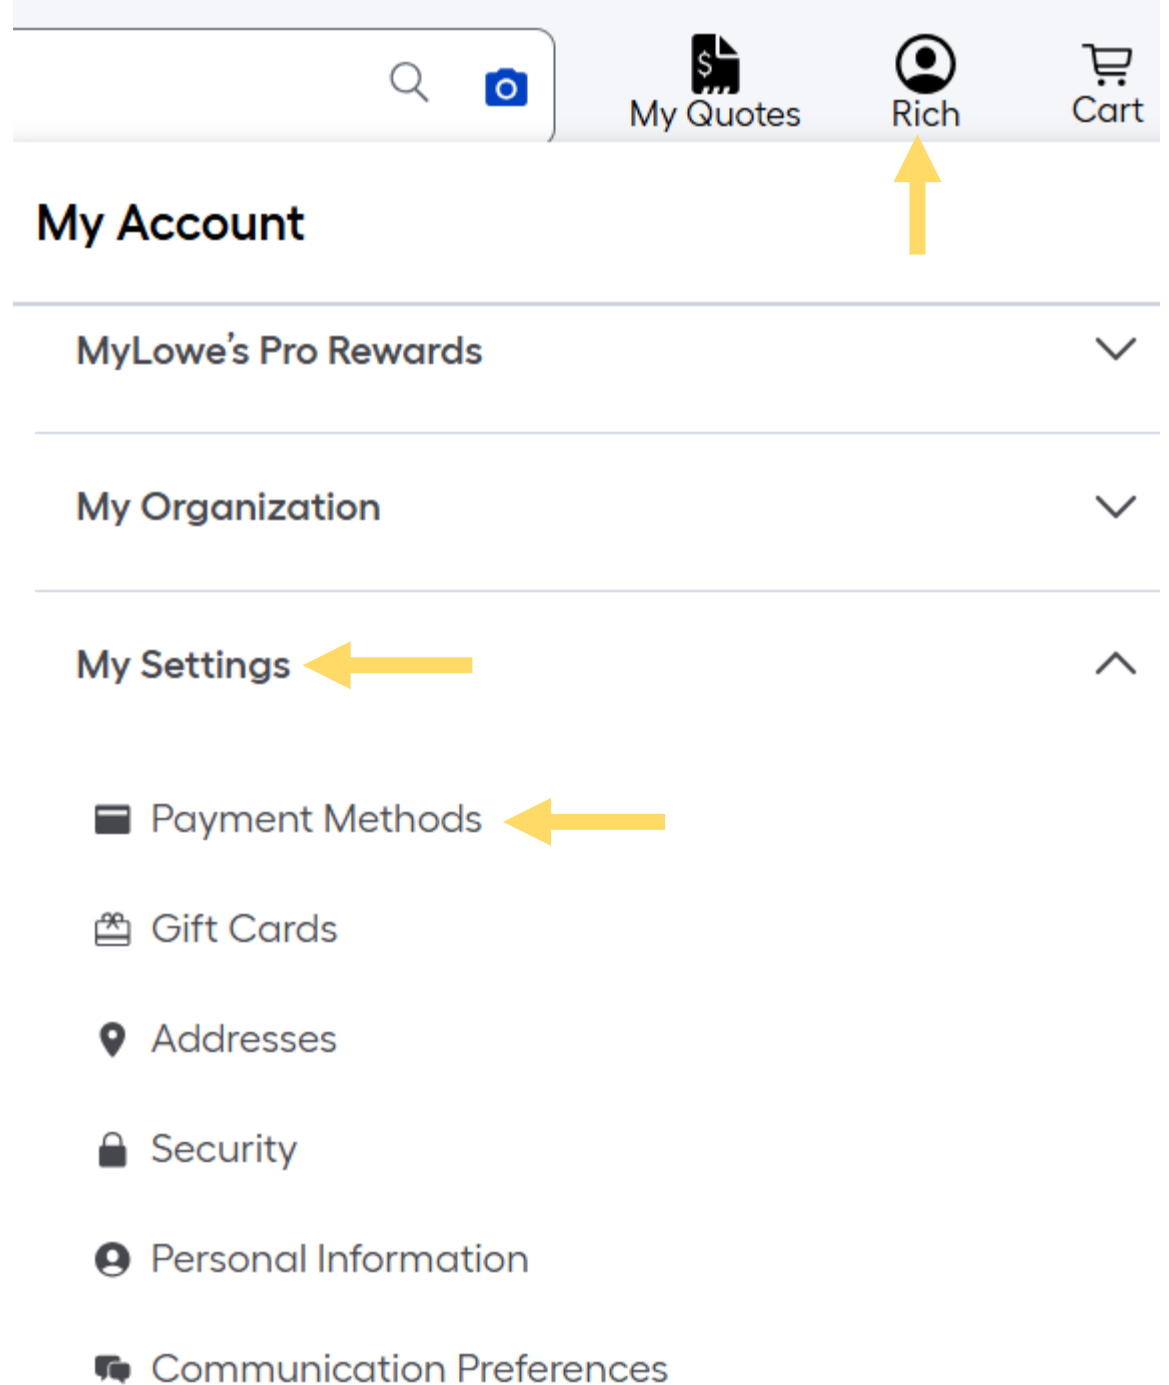 My Quotes
Rich
Cart
My Account
MyLowe's Pro Rewards
My Organization
My Settings
Payment Methods
Gift Cards
Addresses
Security
Personal Information
Communication Preferences